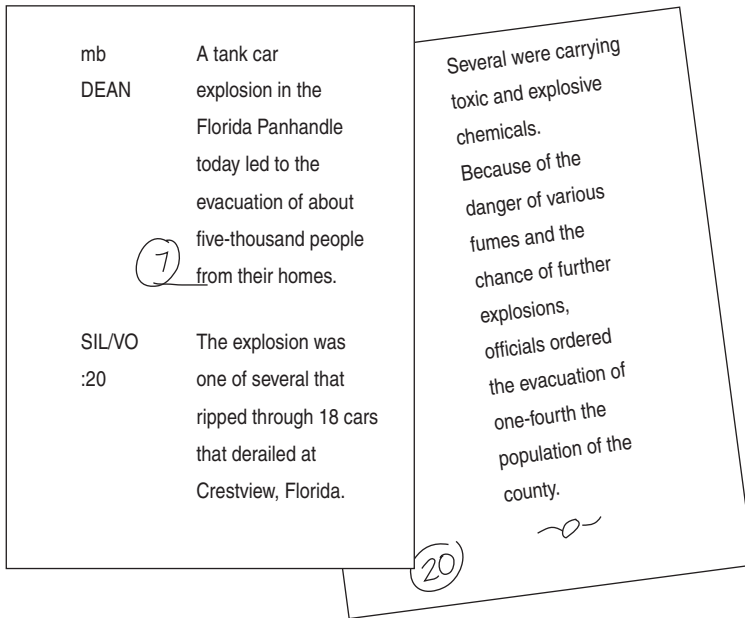 mb A tank car
DEAN explosion in the
Florida Panhandle
today led to the
evacuation of about
five-thousand people
7 from their homes.
SIL/VO The explosion was
:20 one of several that
ripped through 18 cars
that derailed at
Crestview, Florida.
Several were carrying
toxic and explosive
chemicals.
Because of the
danger of various
fumes and the
chance of further
explosions,
officials ordered
the evacuation of
one-fourth the
population of the
county.
20